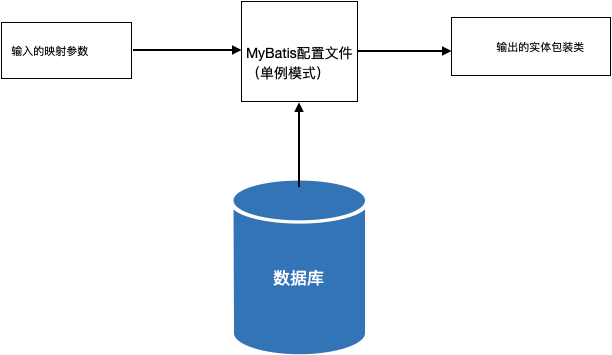 输入的映射参数
MyBatis配置文件
（单例模式）
输出的实体包装类
数据库